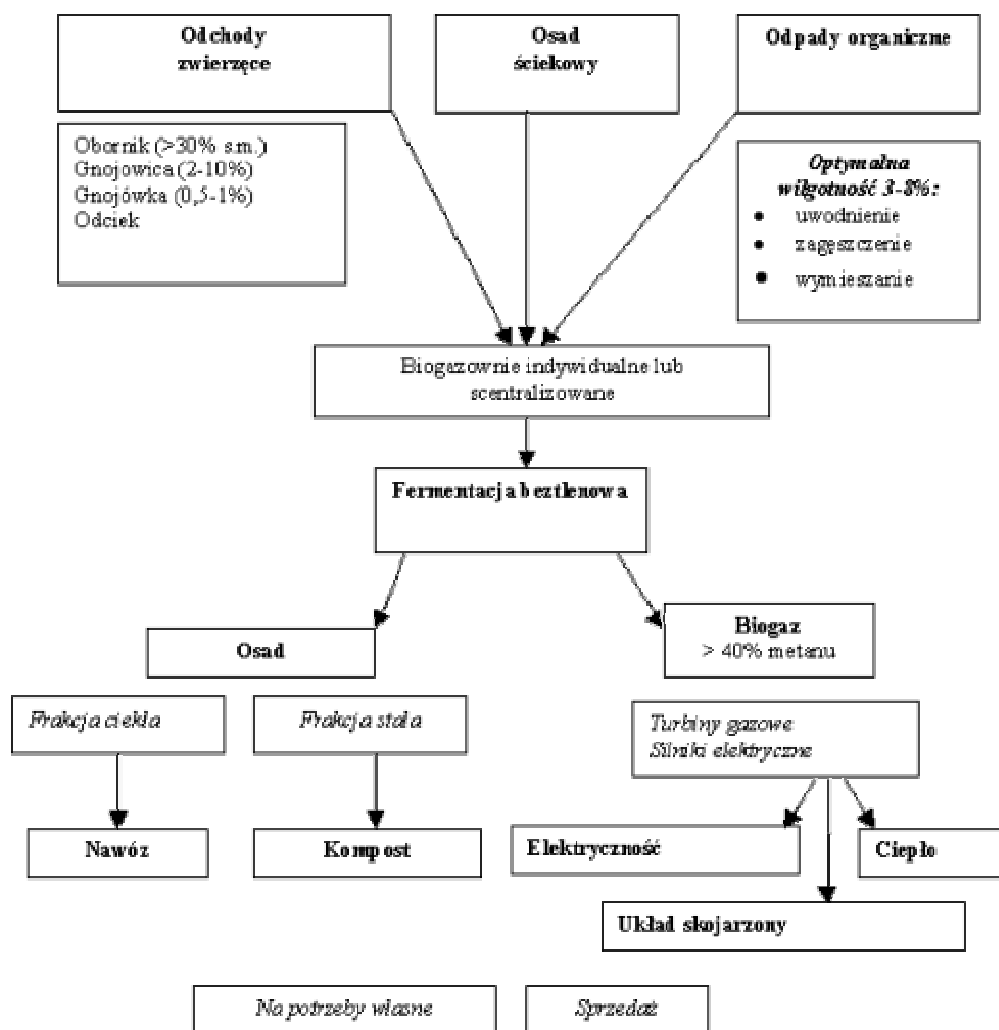 Odchody
zwierzęce
Osad
ściekowy
Odpady organiczne
Obornik (>30% s.m.)
Gnojowica (2-10%)
Gnojówka (0,5-1%)
Odciek
Optymalna
wilgotność 3-8%:
• uwodnienie
• zagęszczenie
• wymieszanie
Biogazownie indywidualne lub
scentralizowane
Fermentacja beztlenowa
Osad
Biogaz
> 40% metanu
Frakcja ciekła
Frakcja stała
Turbiny gazowe
Silniki elektryczne
Nawóz
Kompost
Elektryczność
Ciepło
Układ skojarzony
Na potrzeby własne
Sprzedaż